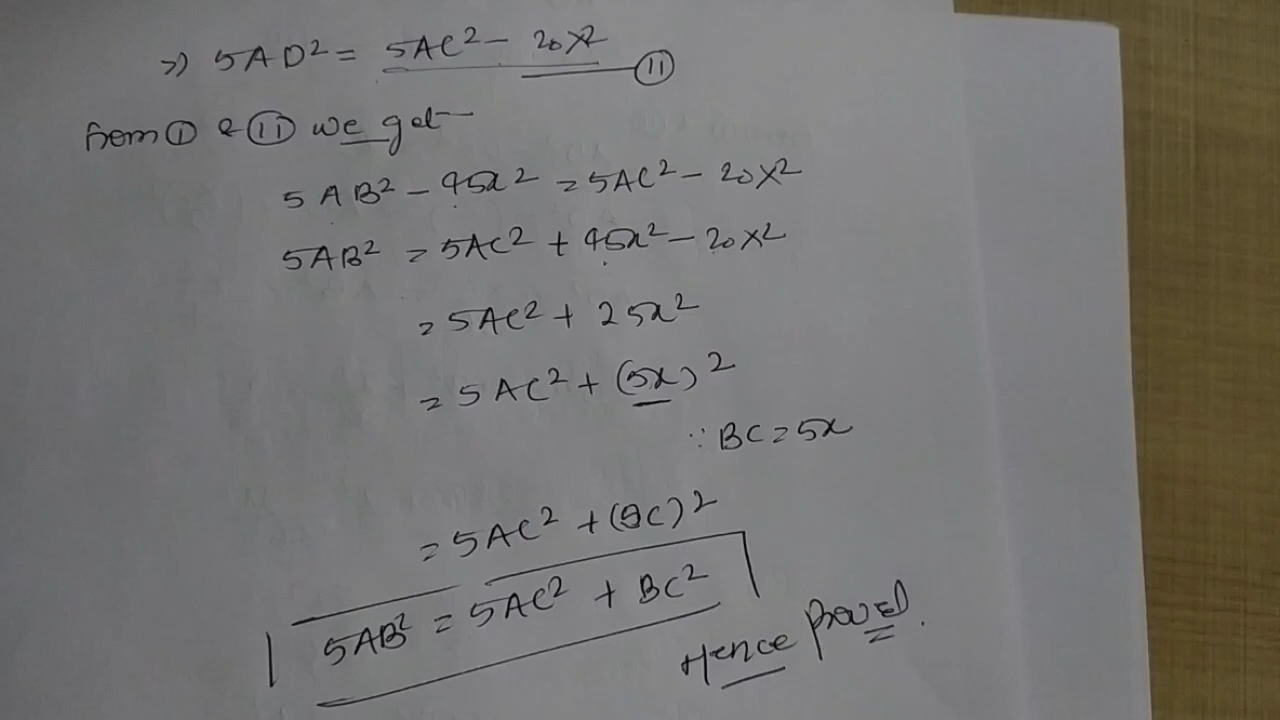 => 5AD² = 5AC² - 20x² (11)
from (1) & (11) we get
5AB² - 45x² = 5AC² - 20x²
5AB² = 5AC² + 45x² - 20x²
= 5AC² + 25x²
= 5AC² + (5x)²
∵ BC = 5x
= 5AC² + (BC)²
5AB² = 5AC² + BC²
Hence proved.